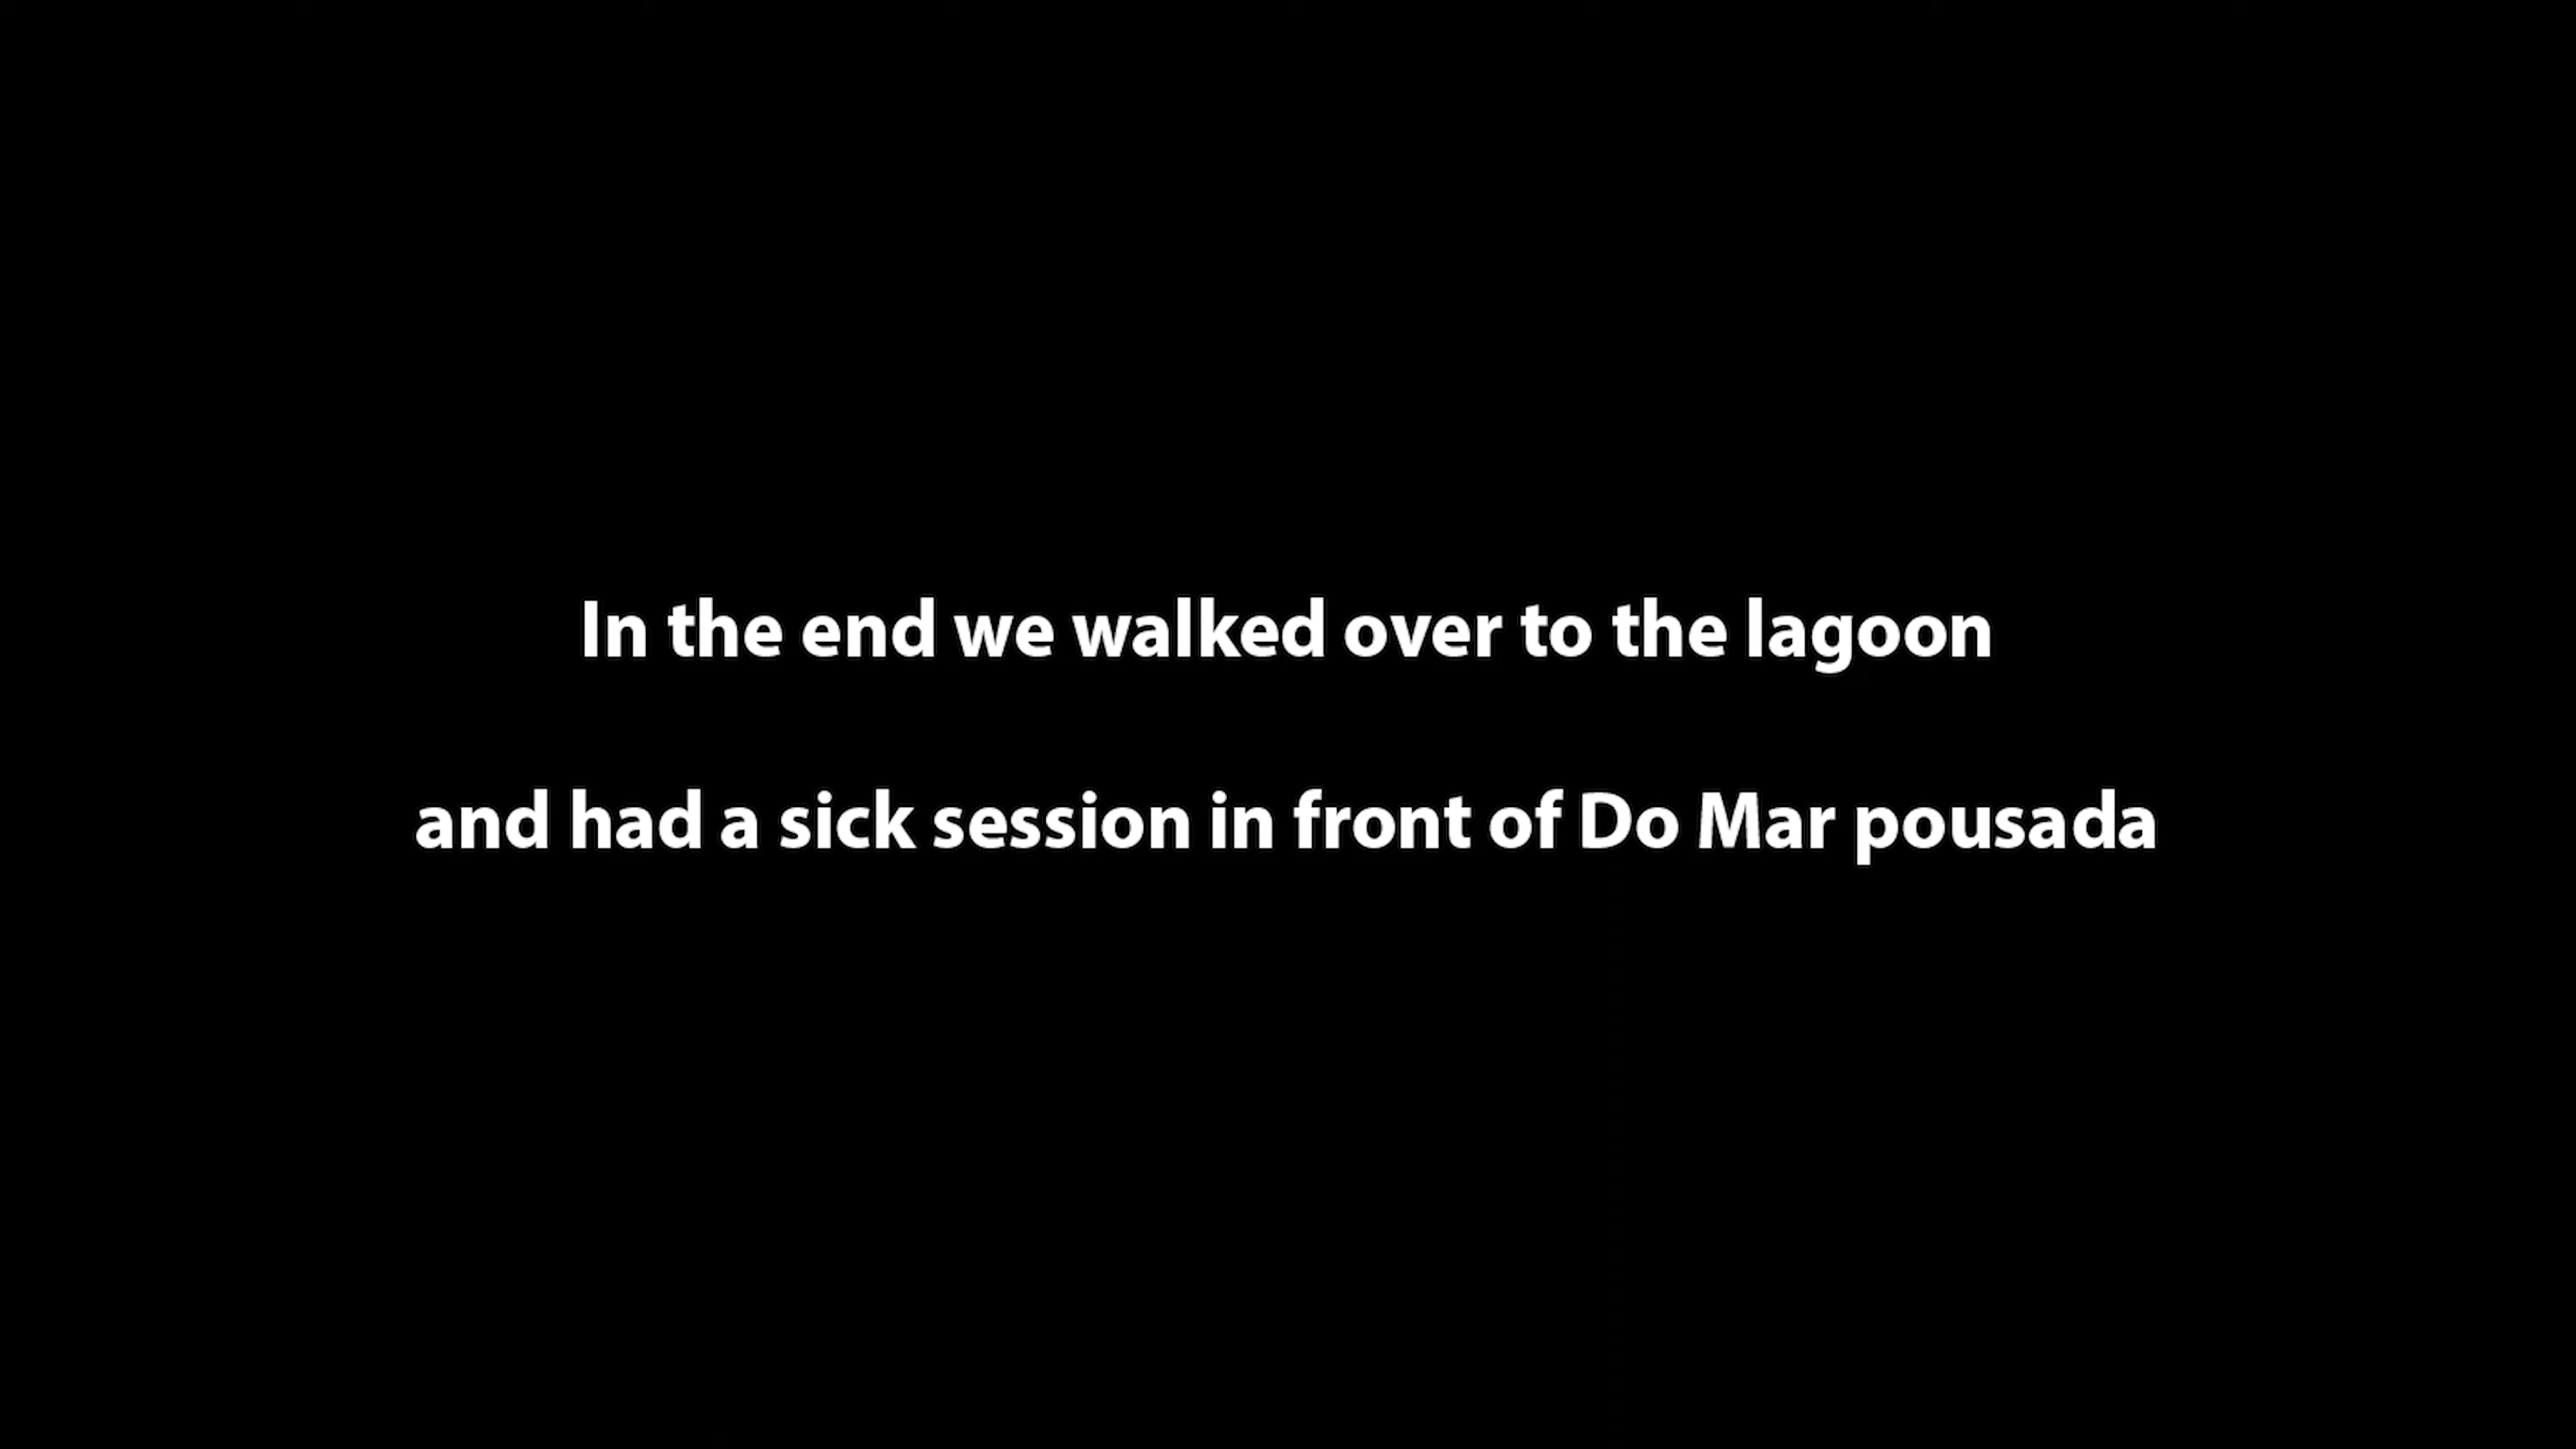 In the end we walked over to the lagoon
and had a sick session in front of Do Mar pousada